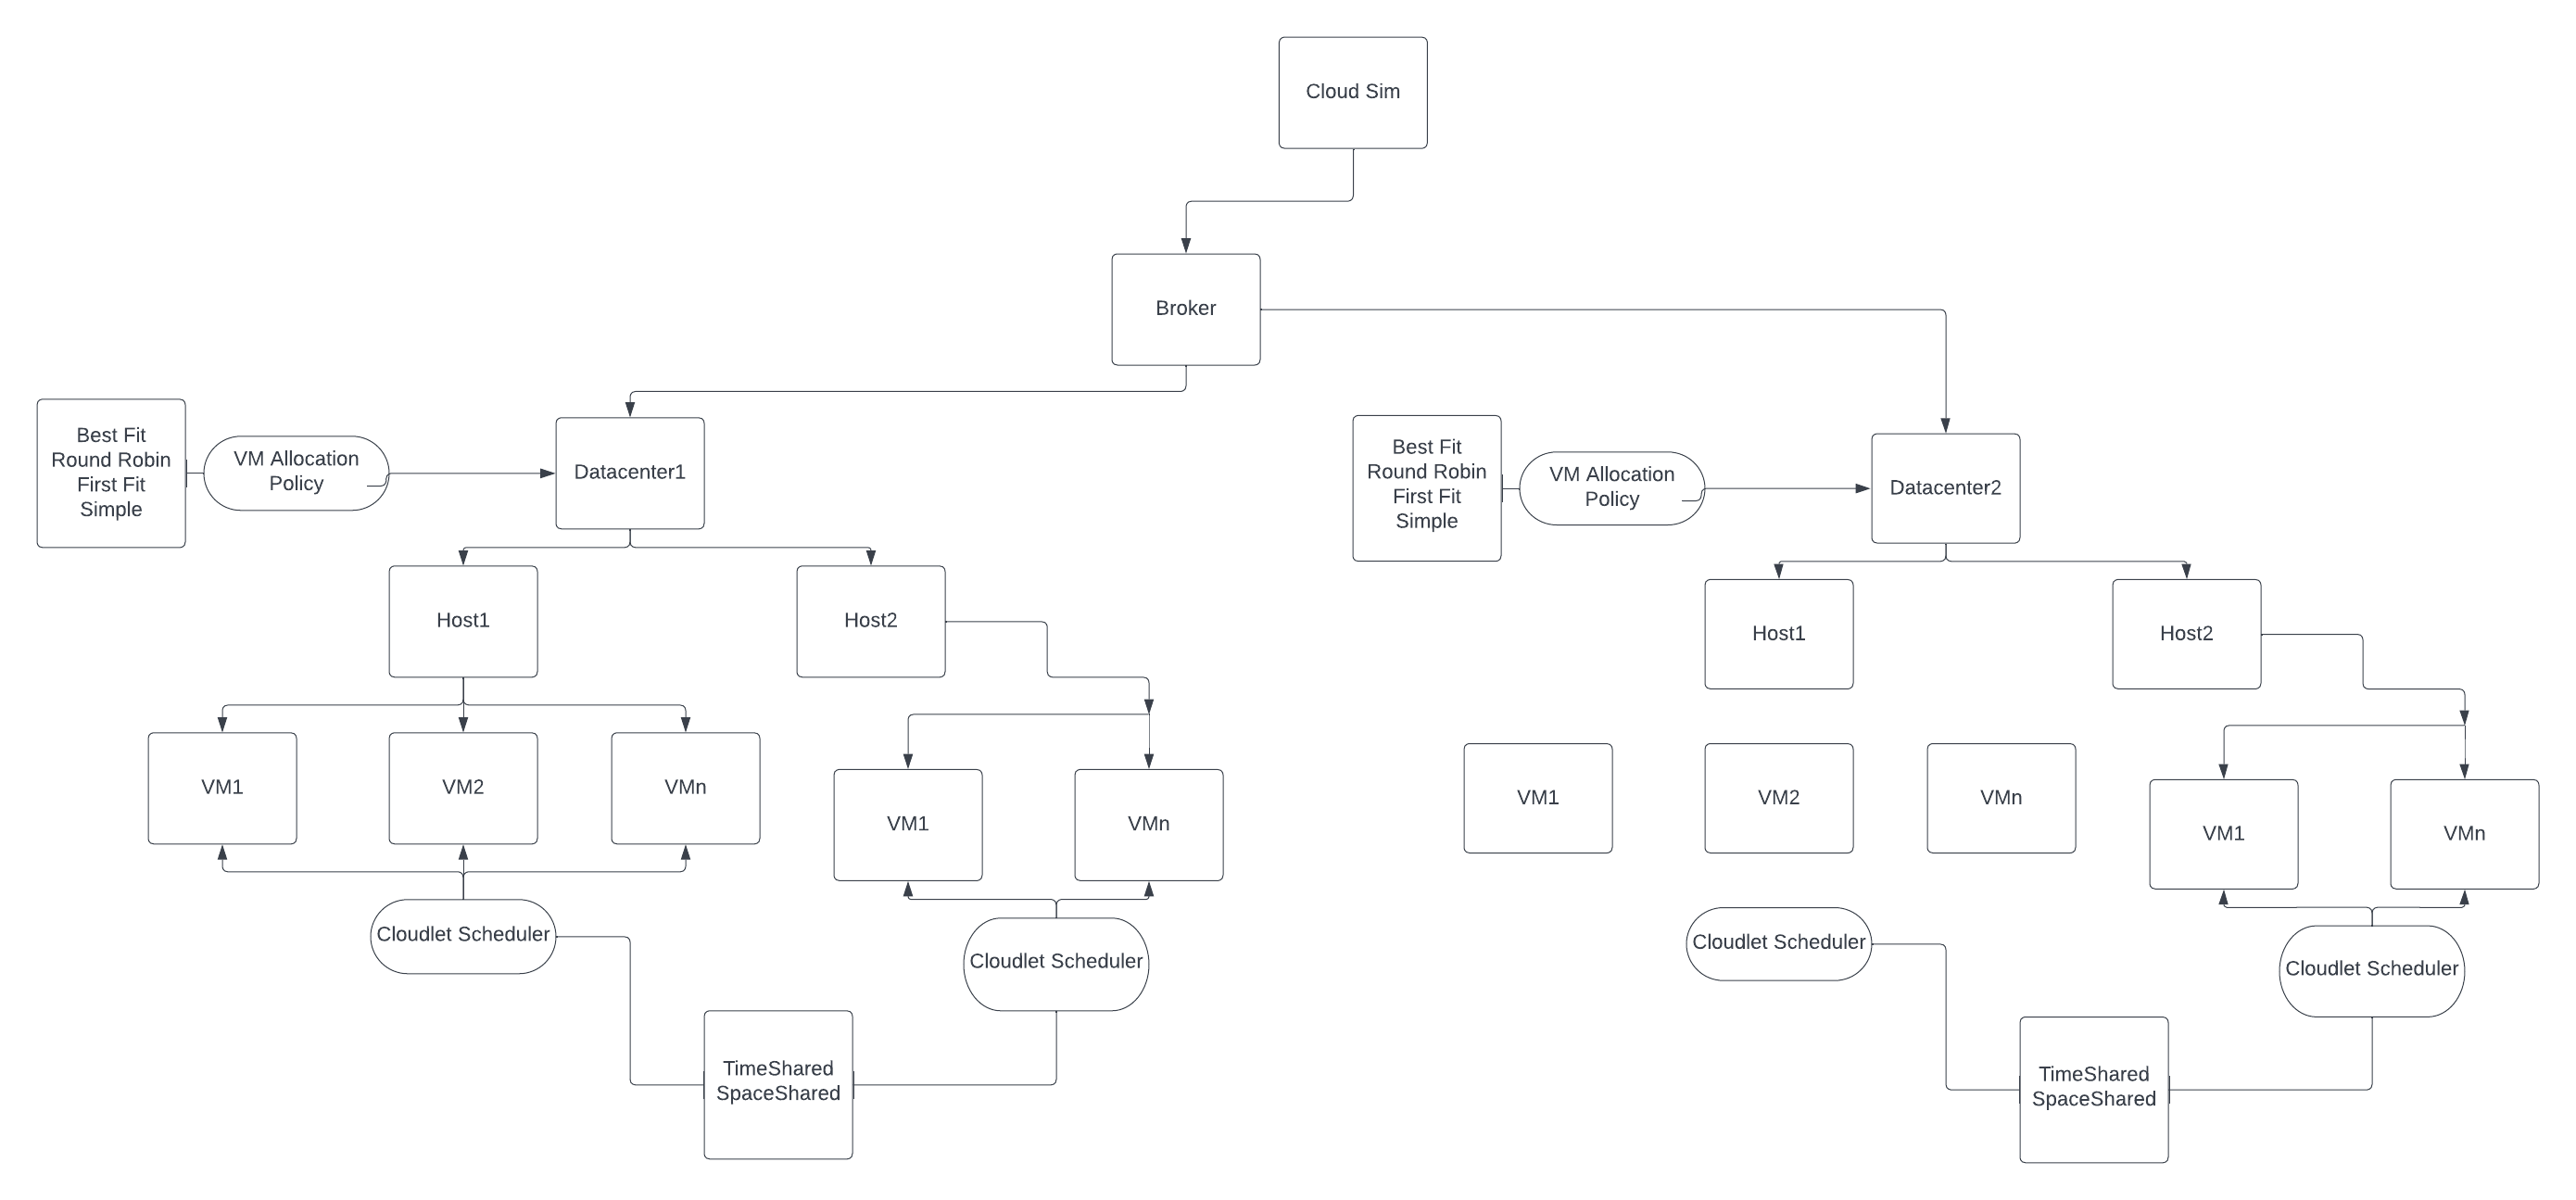 Cloud Sim
Broker
Best Fit
Round Robin
First Fit
Simple
VM Allocation
Policy
Datacenter1
Best Fit
Round Robin
First Fit
Simple
VM Allocation
Policy
Datacenter2
Host1
Host2
Host1
Host2
VM1
VM2
VMn
VM1
VMn
VM1
VM2
VMn
VM1
VMn
Cloudlet Scheduler
Cloudlet Scheduler
Cloudlet Scheduler
Cloudlet Scheduler
TimeShared
SpaceShared
TimeShared
SpaceShared